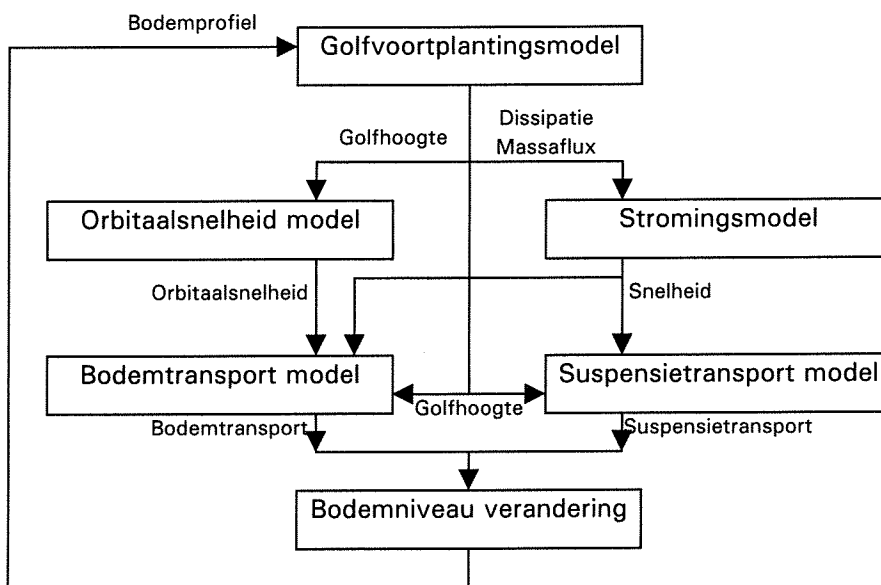 Bodemprofiel
Golfvoortplantingsmodel
Dissipatie
Golfhoogte
Massaflux
Orbitaalsnelheid model
Stromingsmodel
Orbitaalsnelheid
Snelheid
Bodemtransport model
Suspensietransport model
Golfhoogte
Bodemtransport
Suspensietransport
Bodemniveau verandering